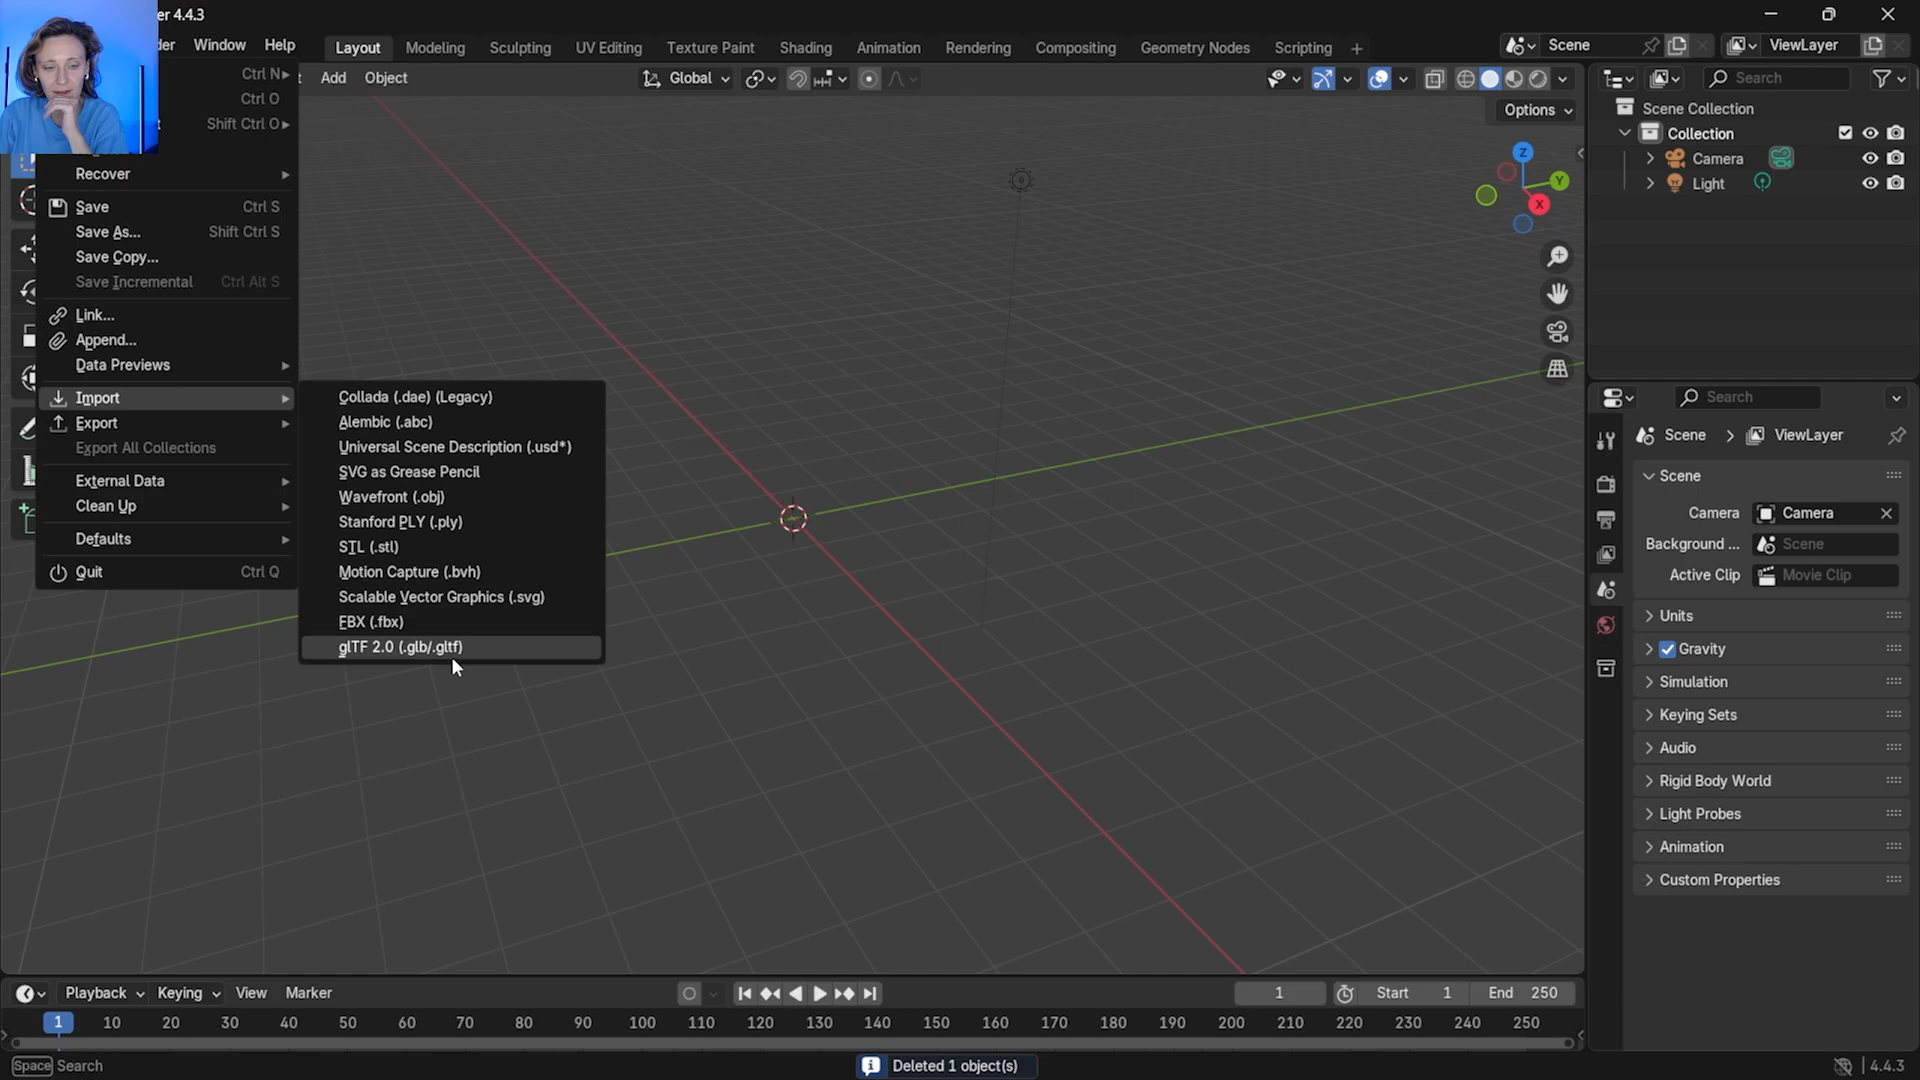 er 4.4.3
der Window Help
Layout Modeling Sculpting UV Editing Texture Paint Shading Animation Rendering Compositing Geometry Nodes Scripting +
Scene
ViewLayer
Ctrl N
Ctrl O
Shift Ctrl O
Recover
Save Ctrl S
Save As... Shift Ctrl S
Save Copy...
Save Incremental Ctrl Alt S
Link...
Append...
Data Previews
Import
Export
Export All Collections
External Data
Clean Up
Defaults
Quit Ctrl Q
Collada (.dae) (Legacy)
Alembic (.abc)
Universal Scene Description (.usd*)
SVG as Grease Pencil
Wavefront (.obj)
Stanford PLY (.ply)
STL (.stl)
Motion Capture (.bvh)
Scalable Vector Graphics (.svg)
FBX (.fbx)
glTF 2.0 (.glb/.gltf)
Add Object
Global
Options
Z
Y
X
Search
Scene Collection
Collection
Camera
Light
Search
Scene > ViewLayer
Scene
Camera Camera
Background ... Scene
Active Clip Movie Clip
Units
Gravity
Simulation
Keying Sets
Audio
Rigid Body World
Light Probes
Animation
Custom Properties
Playback Keying View Marker
1 Start 1 End 250
1 10 20 30 40 50 60 70 80 90 100 110 120 130 140 150 160 170 180 190 200 210 220 230 240 250
Space Search
Deleted 1 object(s)
4.4.3